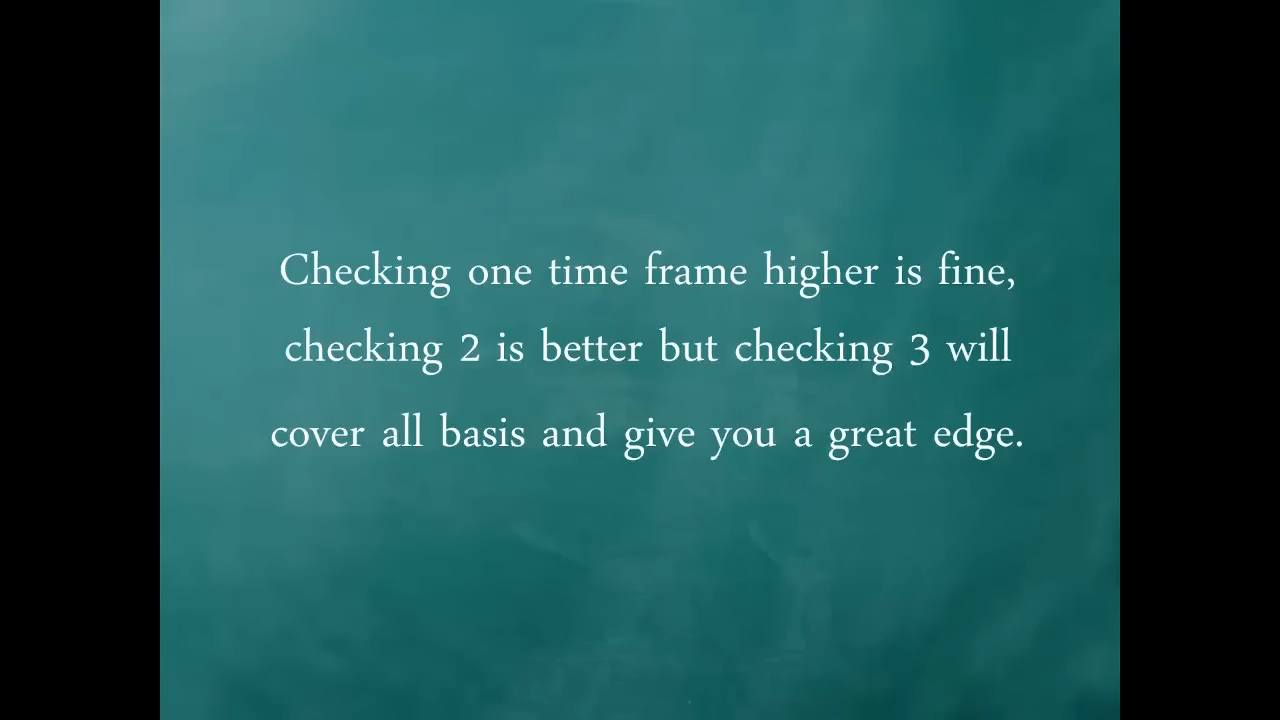 Checking one time frame higher is fine,
checking 2 is better but checking 3 will
cover all basis and give you a great edge.